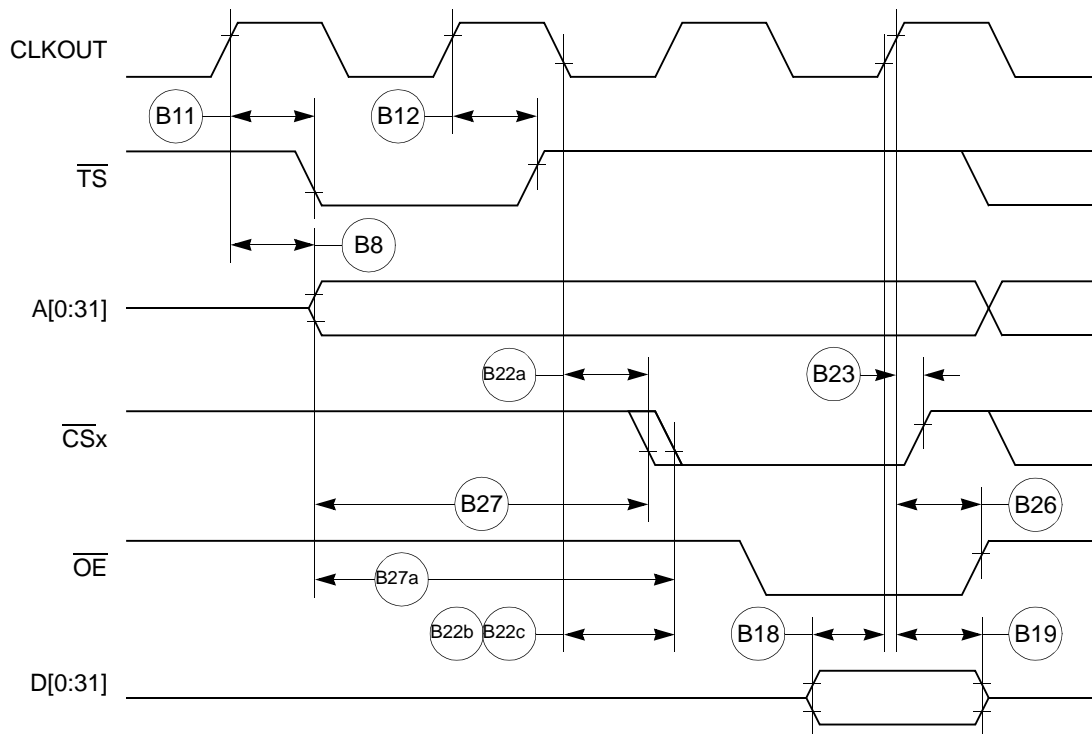 CLKOUT
B11
B12
TS
B8
A[0:31]
B22a
B23
CSx
B27
B26
OE
B27a
B22b B22c
B18
B19
D[0:31]